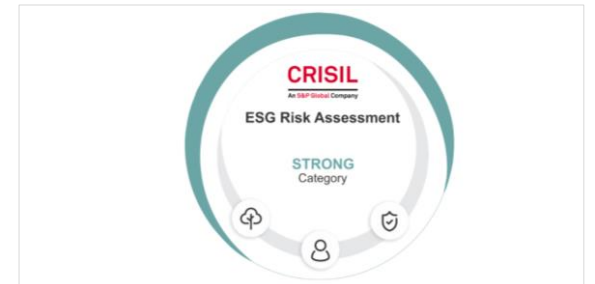 CRISIL
An S&P Global Company
ESG Risk Assessment
STRONG
Category